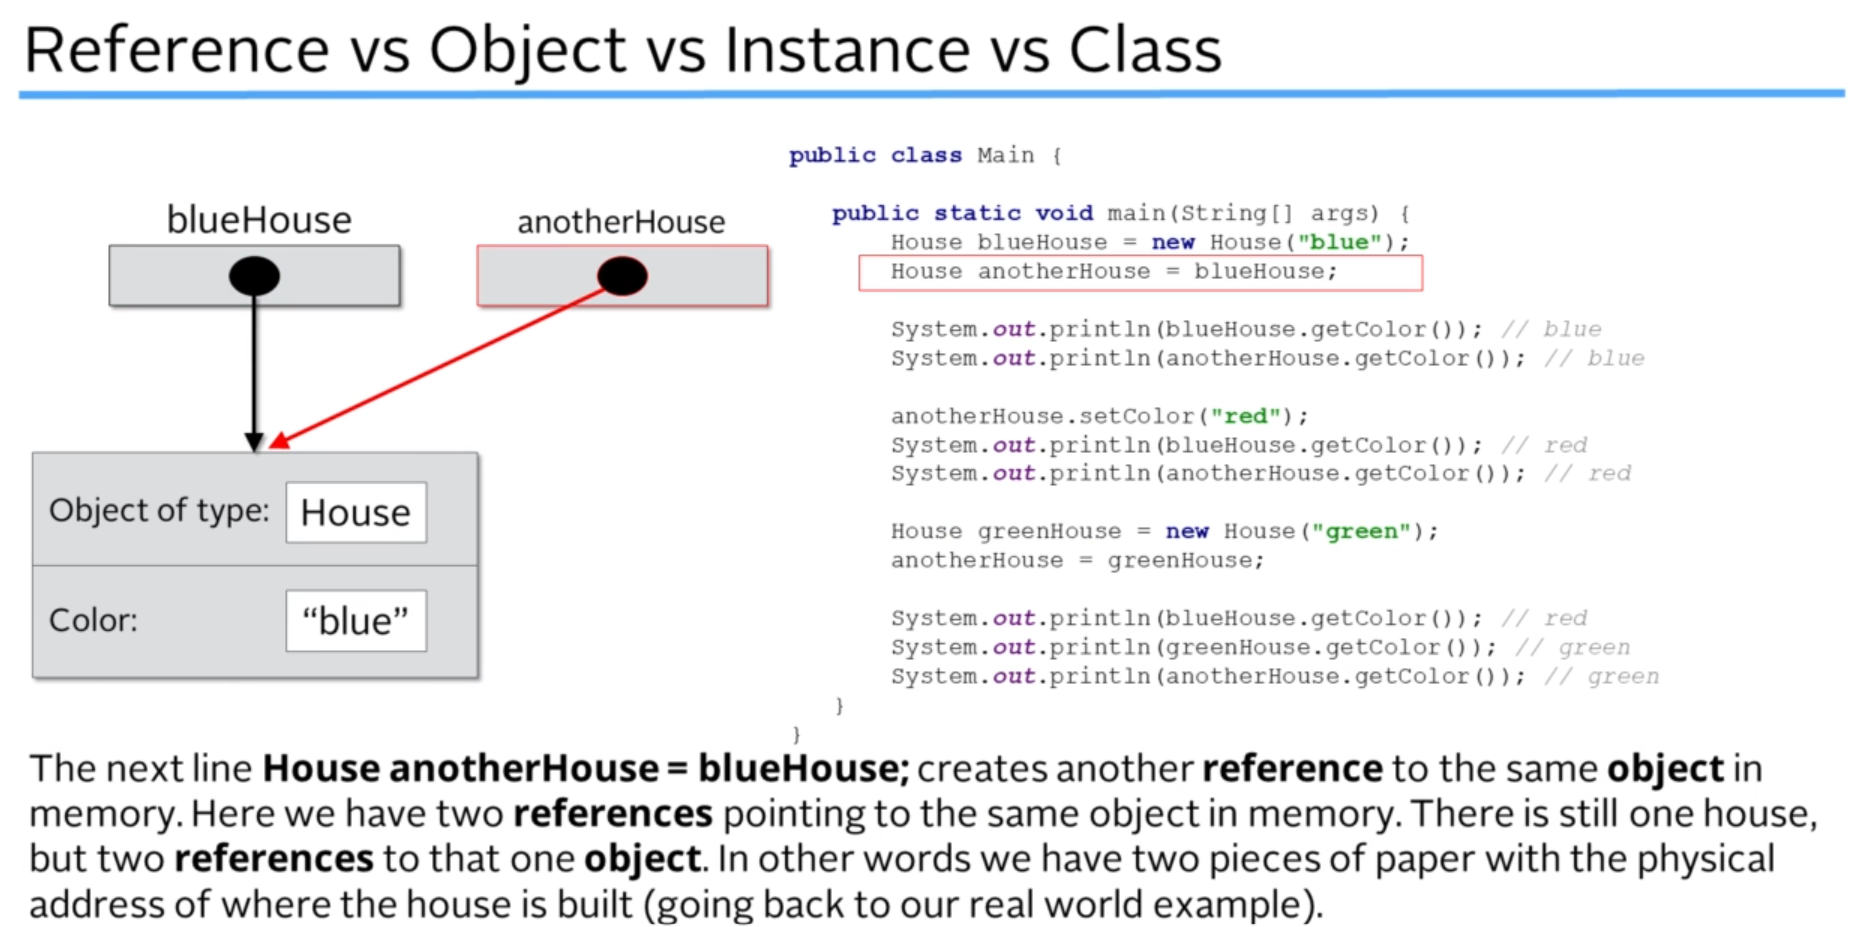 Reference vs Object vs Instance vs Class
blueHouse
anotherHouse
Object of type: House
Color: “blue”
public class Main {
public static void main(String[] args) {
House blueHouse = new House("blue");
House anotherHouse = blueHouse;
System.out.println(blueHouse.getColor()); // blue
System.out.println(anotherHouse.getColor()); // blue
anotherHouse.setColor("red");
System.out.println(blueHouse.getColor()); // red
System.out.println(anotherHouse.getColor()); // red
House greenHouse = new House("green");
anotherHouse = greenHouse;
System.out.println(blueHouse.getColor()); // red
System.out.println(greenHouse.getColor()); // green
System.out.println(anotherHouse.getColor()); // green
}
}
The next line House anotherHouse = blueHouse; creates another reference to the same object in
memory. Here we have two references pointing to the same object in memory. There is still one house,
but two references to that one object. In other words we have two pieces of paper with the physical
address of where the house is built (going back to our real world example).